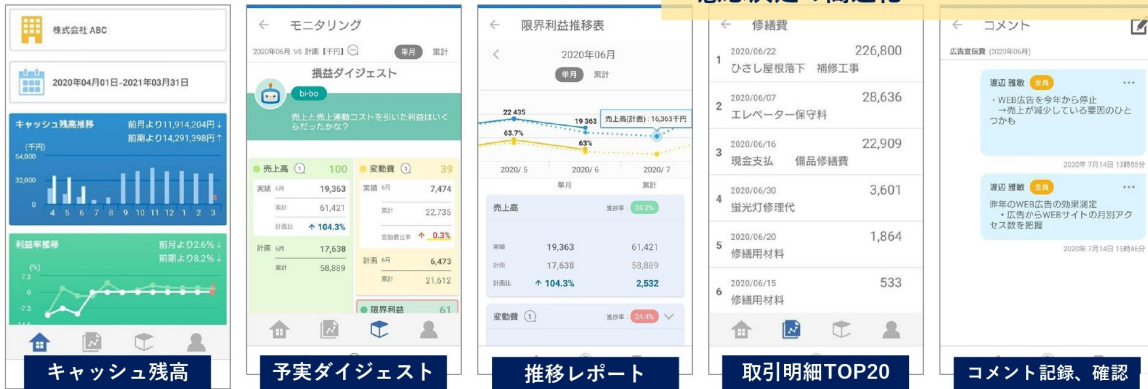 株式会社 ABC
2020年04月01日-2021年03月31日
キャッシュ残高推移
前月より11,914,204円↓
前期より14,291,398円↑
(千円)
64,000
32,000
0
4 5 6 7 8 9 10 11 12 1 2 3
利益率推移
前月より2.6%↓
前期より8.2%↓
(%)
7.3
0
-7.3
キャッシュ残高
← モニタリング
2020年06月 VS 計画【千円】
単月 累計
損益ダイジェスト
bi-bo
売上と売上連動コストを引いた利益はいくらだったかな?
売上高 ① 100
実績 6月 19,363
累計 61,421
計画比 ↑ 104.3%
計画 6月 17,638
累計 58,889
変動費 ① 39
実績 6月 7,474
累計 22,735
変動費比率 ↑ 0.3%
計画 6月 6,473
累計 21,612
限界利益 61
予実ダイジェスト
← 限界利益推移表
< 2020年06月
単月 累計
22 435
19 363
売上高(計画) : 16,363千円
63.7%
63%
2020/ 5 2020/ 6 2020/ 7
単月 累計
売上高 進捗率 : 24.2%
実績 19,363 61,421
計画 17,638 58,889
計画比 ↑ 104.3% 2,532
変動費 ① 進捗率 : 24.4%
推移レポート
← 修繕費
1 2020/06/22 226,800
ひさし屋根落下 補修工事
2 2020/06/07 28,636
エレベーター保守料
3 2020/06/16 22,909
現金支払 備品修繕費
4 2020/06/30 3,601
蛍光灯修理代
5 2020/06/20 1,864
修繕用材料
6 2020/06/15 533
修繕用材料
取引明細TOP20
← コメント
広告宣伝費 (2020年06月)
渡辺 雅敏 全員 …
・WEB広告を今年から停止
→売上が減少している要因のひとつかも
2020年 7月14日 13時55分
渡辺 雅敏 全員 …
昨年のWEB広告の効果測定
・広告からWEBサイトの月別アクセス数を把握
2020年 7月14日 15時46分
コメント記録、確認